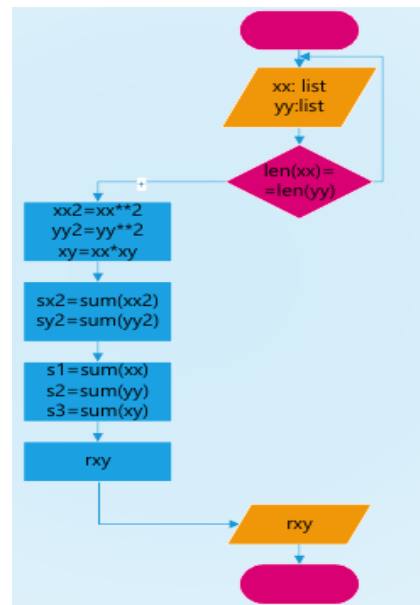 xx: list
yy:list
len(xx)=
=len(yy)
+
xx2=xx**2
yy2=yy**2
xy=xx*xy
sx2=sum(xx2)
sy2=sum(yy2)
s1=sum(xx)
s2=sum(yy)
s3=sum(xy)
rxy
rxy